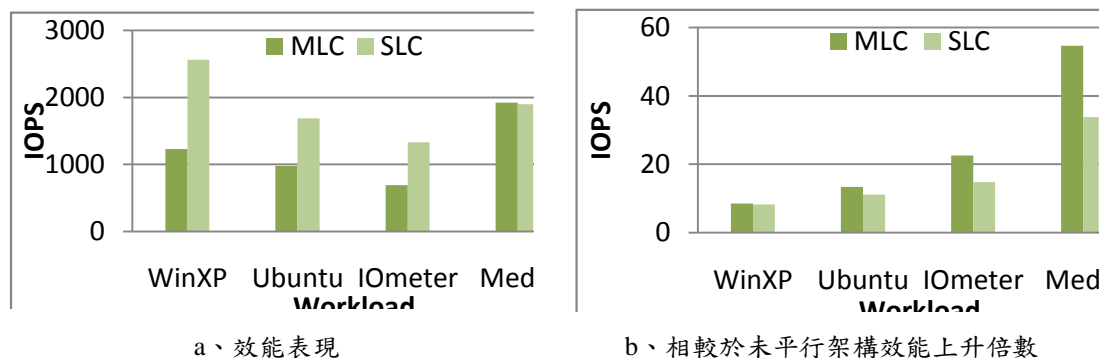 3000
2000
1000
0
IOPS
MLC SLC
WinXP Ubuntu IOmeter Med
Workload
a、效能表現
60
40
20
0
IOPS
MLC SLC
WinXP Ubuntu IOmeter Med
Workload
b、相較於未平行架構效能上升倍數